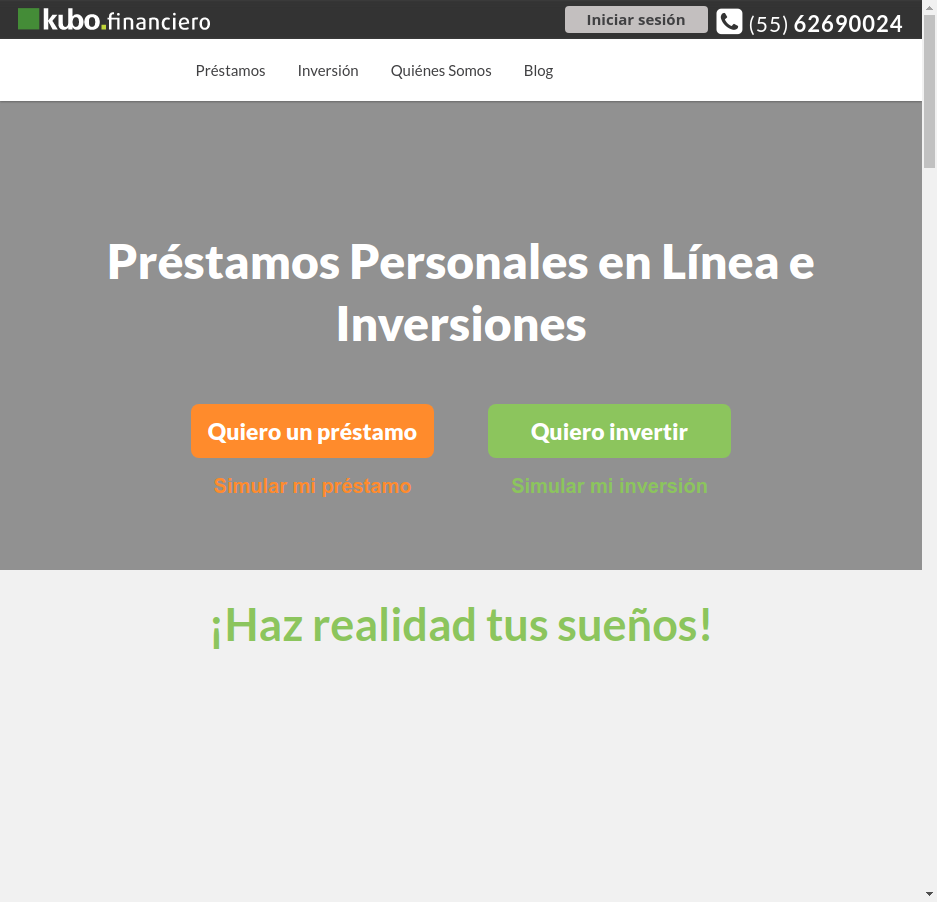 kubo.financiero
Iniciar sesión
(55) 62690024
Préstamos
Inversión
Quiénes Somos
Blog
Préstamos Personales en Línea e
Inversiones
Quiero un préstamo
Quiero invertir
Simular mi préstamo
Simular mi inversión
¡Haz realidad tus sueños!